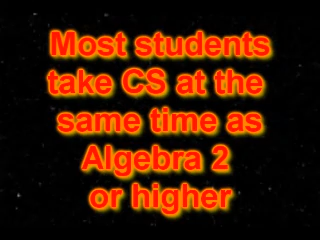 Most students
take CS at the
same time as
Algebra 2
or higher